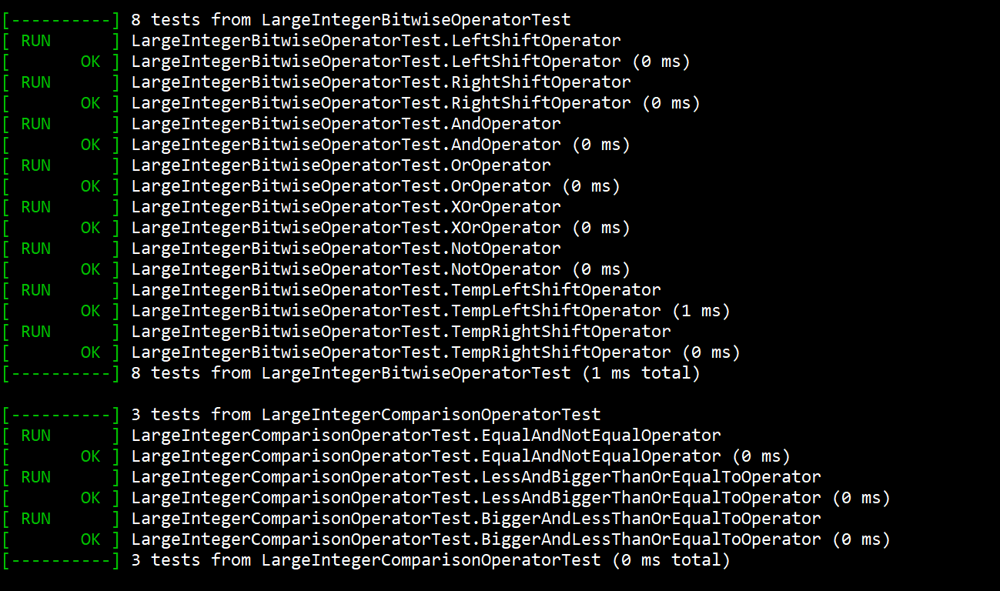 [----------] 8 tests from LargeIntegerBitwiseOperatorTest
[ RUN      ] LargeIntegerBitwiseOperatorTest.LeftShiftOperator
[       OK ] LargeIntegerBitwiseOperatorTest.LeftShiftOperator (0 ms)
[ RUN      ] LargeIntegerBitwiseOperatorTest.RightShiftOperator
[       OK ] LargeIntegerBitwiseOperatorTest.RightShiftOperator (0 ms)
[ RUN      ] LargeIntegerBitwiseOperatorTest.AndOperator
[       OK ] LargeIntegerBitwiseOperatorTest.AndOperator (0 ms)
[ RUN      ] LargeIntegerBitwiseOperatorTest.OrOperator
[       OK ] LargeIntegerBitwiseOperatorTest.OrOperator (0 ms)
[ RUN      ] LargeIntegerBitwiseOperatorTest.XOrOperator
[       OK ] LargeIntegerBitwiseOperatorTest.XOrOperator (0 ms)
[ RUN      ] LargeIntegerBitwiseOperatorTest.NotOperator
[       OK ] LargeIntegerBitwiseOperatorTest.NotOperator (0 ms)
[ RUN      ] LargeIntegerBitwiseOperatorTest.TempLeftShiftOperator
[       OK ] LargeIntegerBitwiseOperatorTest.TempLeftShiftOperator (1 ms)
[ RUN      ] LargeIntegerBitwiseOperatorTest.TempRightShiftOperator
[       OK ] LargeIntegerBitwiseOperatorTest.TempRightShiftOperator (0 ms)
[----------] 8 tests from LargeIntegerBitwiseOperatorTest (1 ms total)

[----------] 3 tests from LargeIntegerComparisonOperatorTest
[ RUN      ] LargeIntegerComparisonOperatorTest.EqualAndNotEqualOperator
[       OK ] LargeIntegerComparisonOperatorTest.EqualAndNotEqualOperator (0 ms)
[ RUN      ] LargeIntegerComparisonOperatorTest.LessAndBiggerThanOrEqualToOperator
[       OK ] LargeIntegerComparisonOperatorTest.LessAndBiggerThanOrEqualToOperator (0 ms)
[ RUN      ] LargeIntegerComparisonOperatorTest.BiggerAndLessThanOrEqualToOperator
[       OK ] LargeIntegerComparisonOperatorTest.BiggerAndLessThanOrEqualToOperator (0 ms)
[----------] 3 tests from LargeIntegerComparisonOperatorTest (0 ms total)